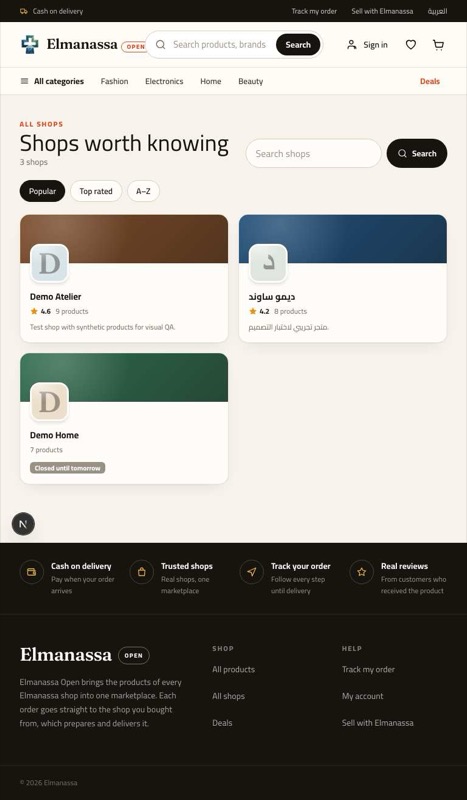 Cash on delivery
Track my order
Sell with Elmanassa
العربية
Elmanassa
OPEN
Search products, brands
Search
Sign in
All categories
Fashion
Electronics
Home
Beauty
Deals
ALL SHOPS
Shops worth knowing
3 shops
Search shops
Search
Popular
Top rated
A–Z
D
Demo Atelier
4.6 9 products
Test shop with synthetic products for visual QA.
د
ديمو ساوند
4.2 8 products
متجر تجريبي لاختبار التصميم.
D
Demo Home
7 products
Closed until tomorrow
N
Cash on delivery
Pay when your order
arrives
Trusted shops
Real shops, one
marketplace
Track your order
Follow every step
until delivery
Real reviews
From customers who
received the product
Elmanassa
OPEN
Elmanassa Open brings the products of every
Elmanassa shop into one marketplace. Each
order goes straight to the shop you bought
from, which prepares and delivers it.
SHOP
All products
All shops
Deals
HELP
Track my order
My account
Sell with Elmanassa
© 2026 Elmanassa